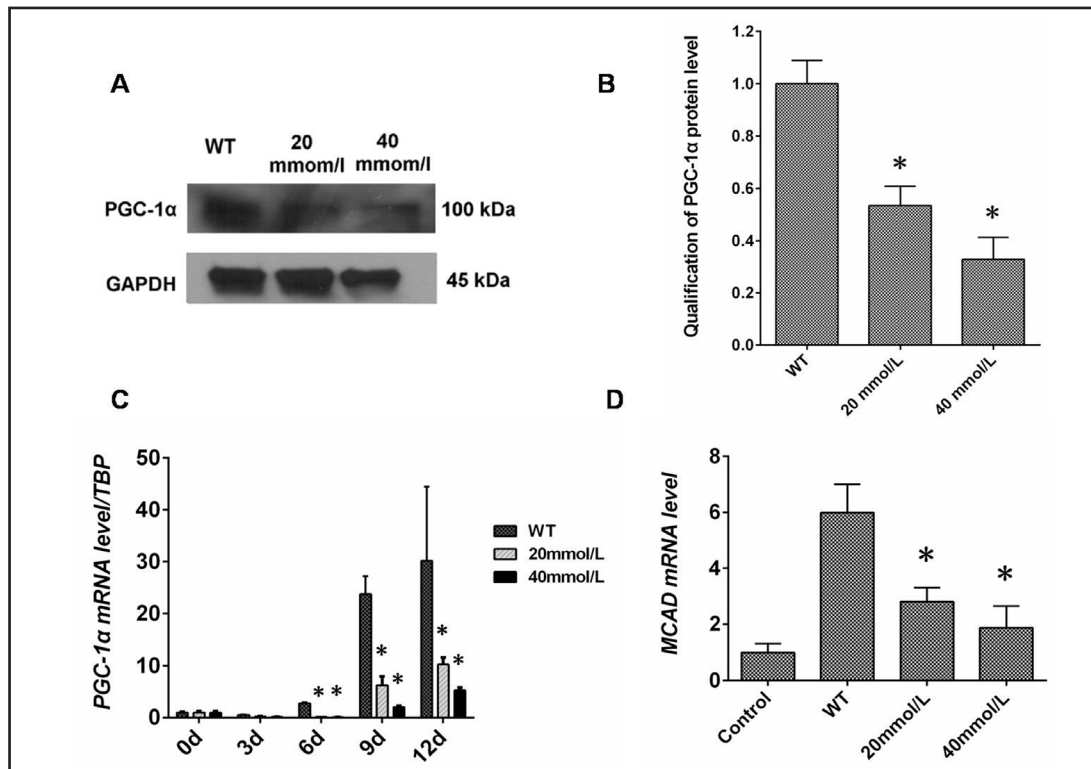 A
WT
20
mmom/l
40
mmom/l
PGC-1α
100 kDa
GAPDH
45 kDa
B
Qualification of PGC-1α protein level
1.2
1.0
0.8
0.6
0.4
0.2
0.0
*
*
WT
20 mmol/L
40 mmol/L
C
PGC-1α mRNA level/TBP
50
40
30
20
10
0
* *
* *
* *
0d
3d
6d
9d
12d
WT
20mmol/L
40mmol/L
D
MCAD mRNA level
8
6
4
2
0
*
*
Control
WT
20mmol/L
40mmol/L